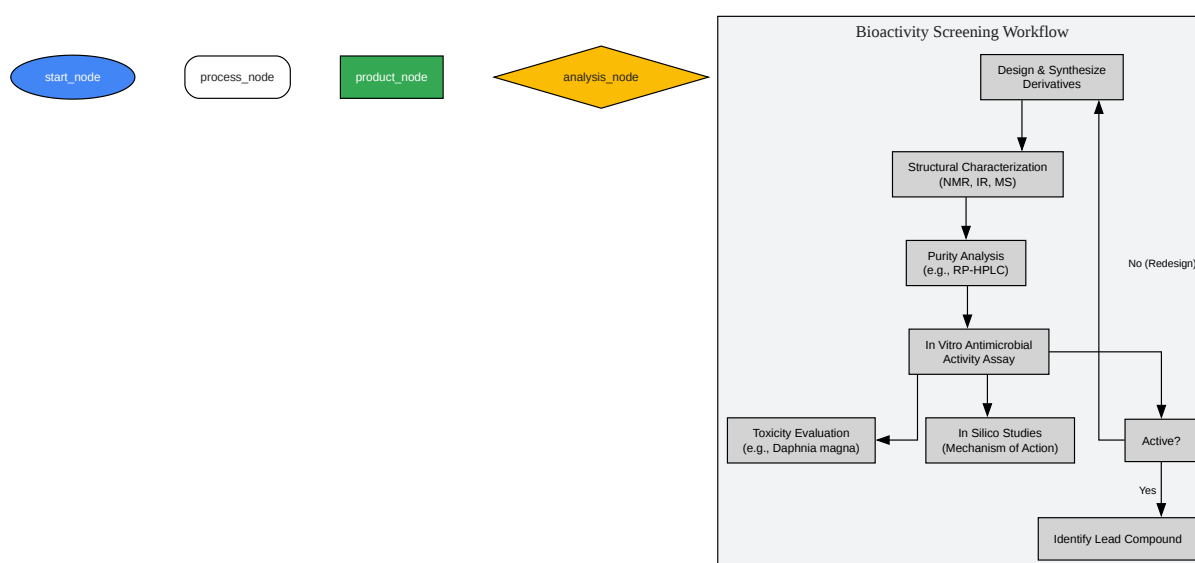 start_node
process_node
product_node
analysis_node
Bioactivity Screening Workflow
Design & Synthesize
Derivatives
Structural Characterization
(NMR, IR, MS)
Purity Analysis
(e.g., RP-HPLC)
No (Redesign)
In Vitro Antimicrobial
Activity Assay
Toxicity Evaluation
(e.g., Daphnia magna)
In Silico Studies
(Mechanism of Action)
Active?
Yes
Identify Lead Compound